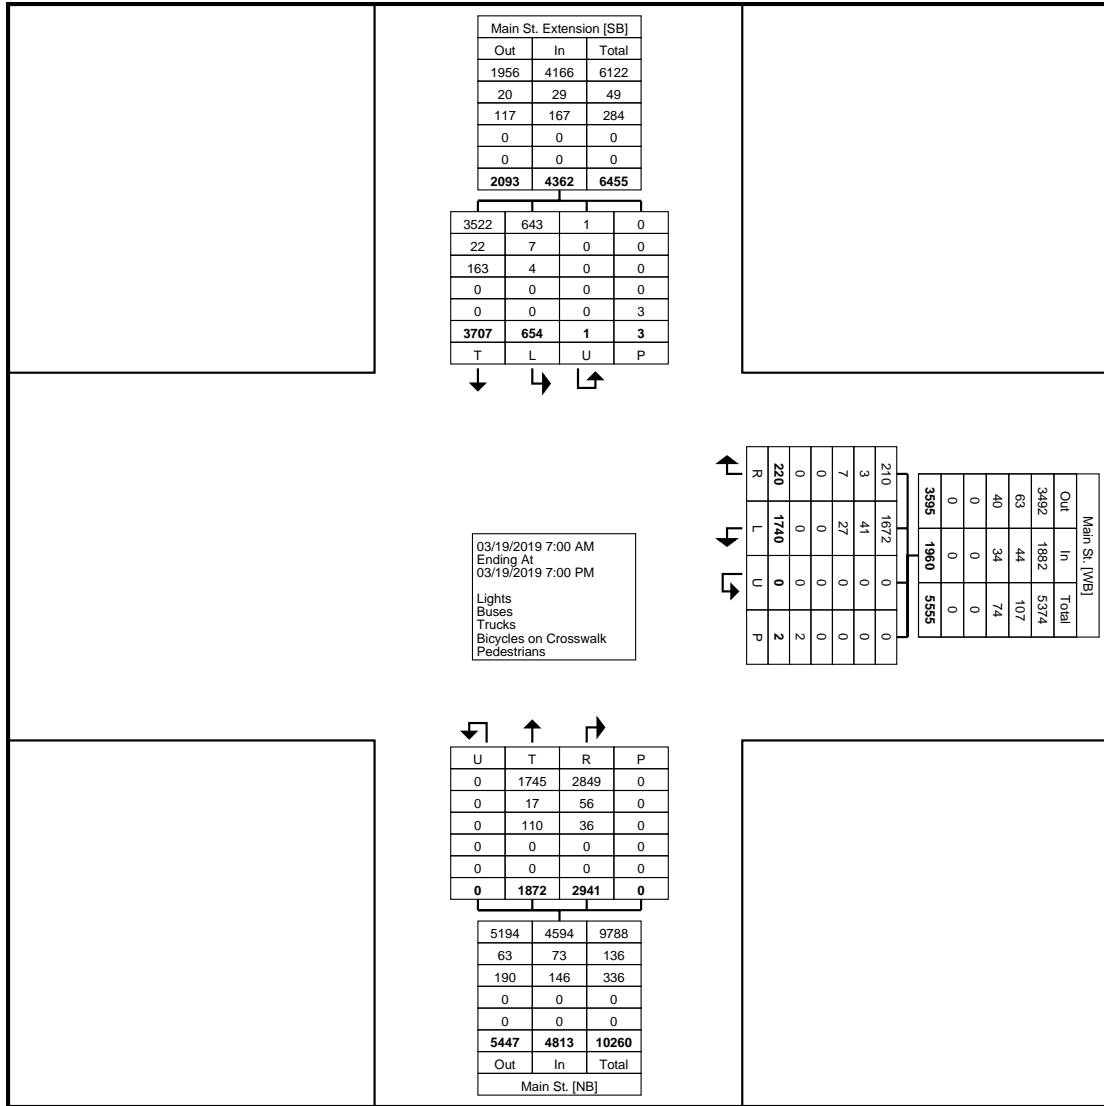 Main St. Extension [SB]
Out In Total
1956 4166 6122
20 29 49
117 167 284
0 0 0
0 0 0
2093 4362 6455
3522 643 1 0
22 7 0 0
163 4 0 0
0 0 0 0
0 0 0 3
3707 654 1 3
T L U P
Main St. [WB]
Out In Total
3492 1882 5374
63 44 107
40 34 74
0 0 0
0 0 0
3595 1960 5555
210 1672 0 0
3 41 0 0
7 27 0 0
0 0 0 0
0 0 0 2
220 1740 0 2
R L U P
03/19/2019 7:00 AM
Ending At
03/19/2019 7:00 PM
Lights
Buses
Trucks
Bicycles on Crosswalk
Pedestrians
U T R P
0 1745 2849 0
0 17 56 0
0 110 36 0
0 0 0 0
0 0 0 0
0 1872 2941 0
5194 4594 9788
63 73 136
190 146 336
0 0 0
0 0 0
5447 4813 10260
Out In Total
Main St. [NB]